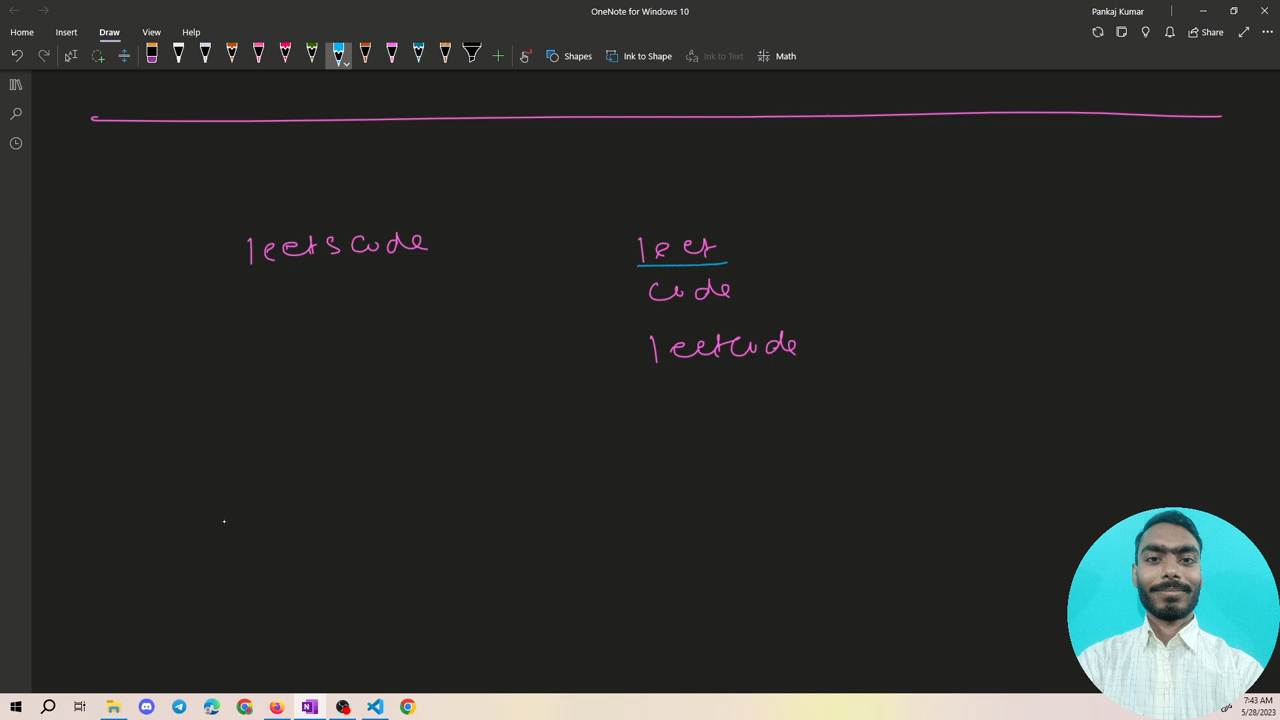 OneNote for Windows 10
Pankaj Kumar
Home Insert Draw View Help
Share
Shapes Ink to Shape Ink to Text Math
leetscode
leet
code
leetcode
7:43 AM
5/28/2023